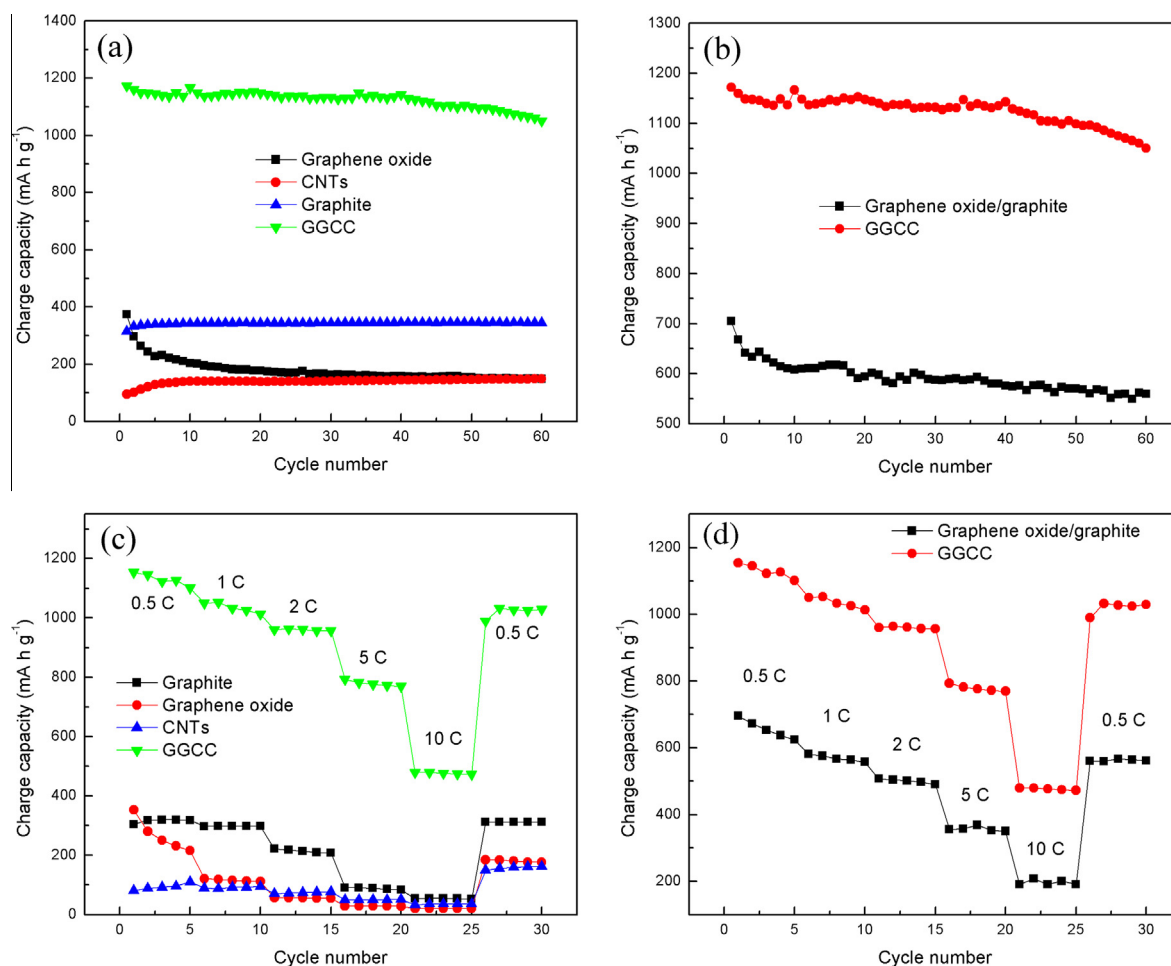 (a)
1400
1200
1000
800
600
400
200
0
Charge capacity (mA h g⁻¹)
Graphene oxide
CNTs
Graphite
GGCC
0 10 20 30 40 50 60
Cycle number
(b)
1300
1200
1100
1000
900
800
700
600
500
Charge capacity (mA h g⁻¹)
Graphene oxide/graphite
GGCC
0 10 20 30 40 50 60
Cycle number
(c)
1200
1000
800
600
400
200
0
Charge capacity (mA h g⁻¹)
0.5 C
1 C
2 C
5 C
10 C
0.5 C
Graphite
Graphene oxide
CNTs
GGCC
0 5 10 15 20 25 30
Cycle number
(d)
1200
1000
800
600
400
200
Charge capacity (mA h g⁻¹)
Graphene oxide/graphite
GGCC
0.5 C
1 C
2 C
5 C
10 C
0.5 C
0 5 10 15 20 25 30
Cycle number